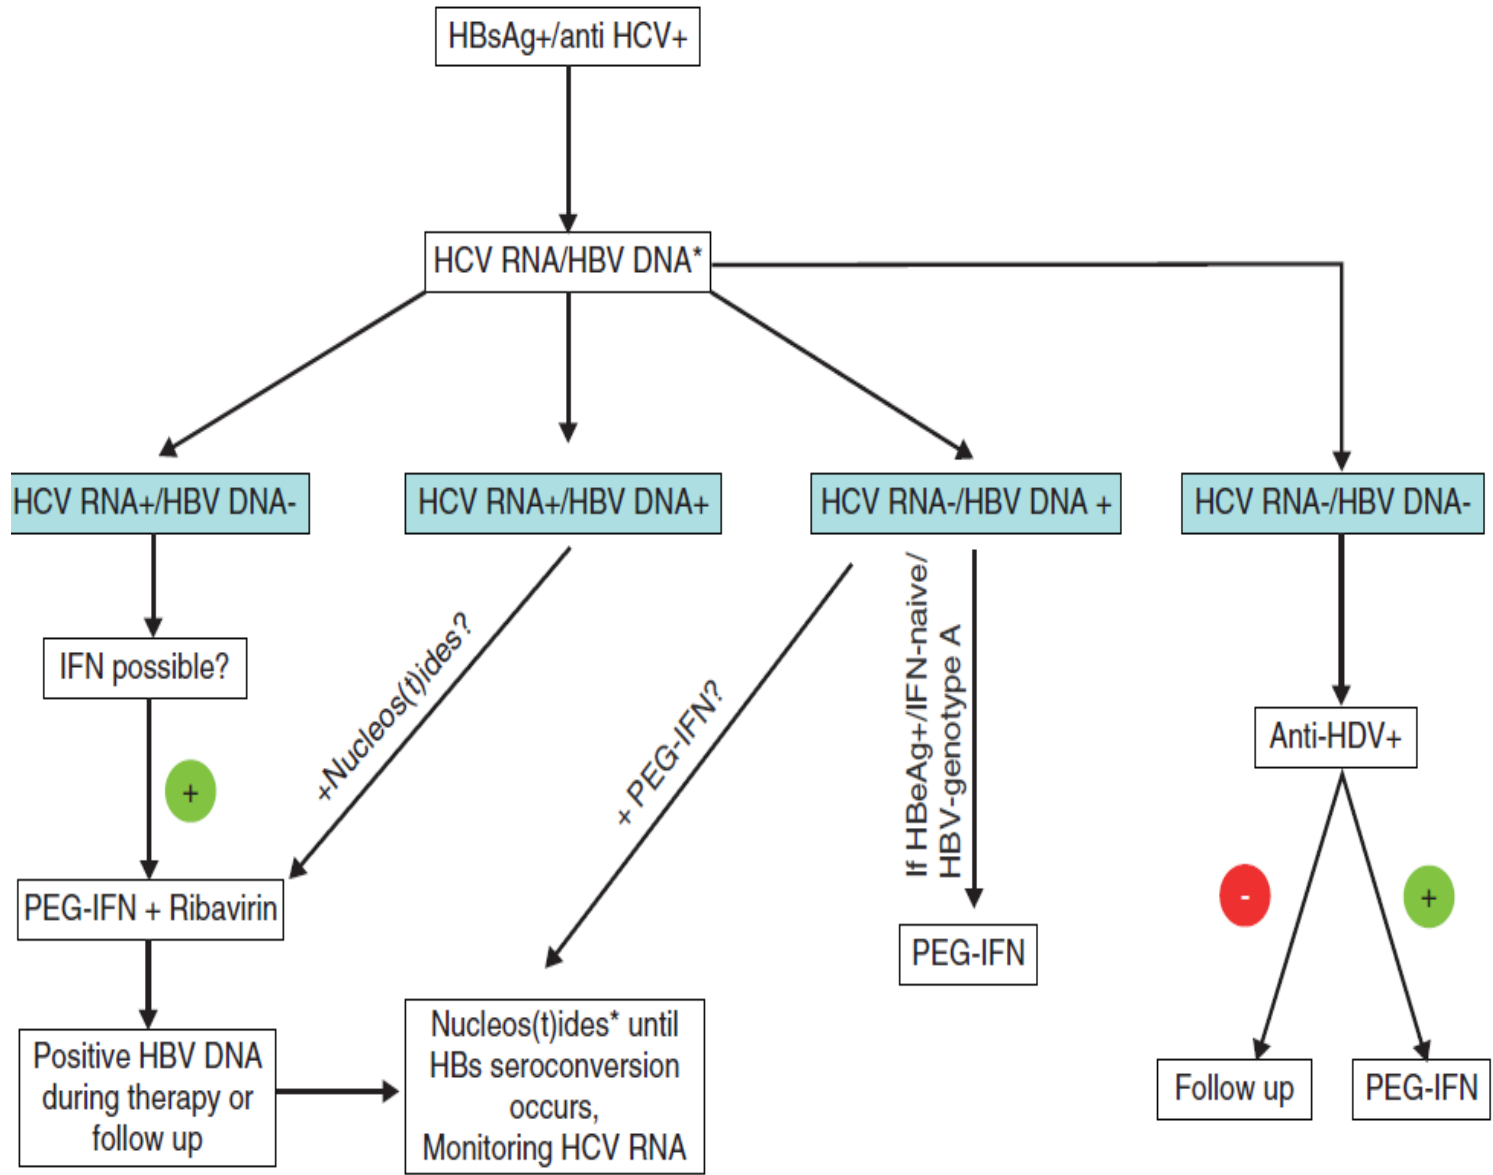 HBsAg+/anti HCV+
HCV RNA/HBV DNA*
HCV RNA+/HBV DNA-
HCV RNA+/HBV DNA+
HCV RNA-/HBV DNA +
HCV RNA-/HBV DNA-
IFN possible?
+
PEG-IFN + Ribavirin
Positive HBV DNA
during therapy or
follow up
+Nucleos(t)ides?
+ PEG-IFN?
Nucleos(t)ides* until
HBs seroconversion
occurs,
Monitoring HCV RNA
If HBeAg+/IFN-naive/
HBV-genotype A
PEG-IFN
Anti-HDV+
-
+
Follow up
PEG-IFN